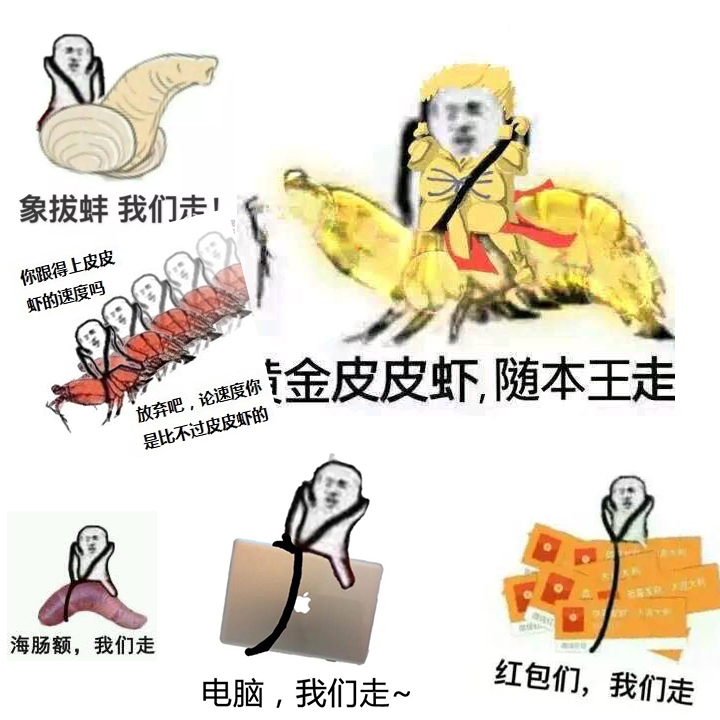 象拔蚌 我们走!
你跟得上皮皮
虾的速度吗
放弃吧，论速度你
是比不过皮皮虾的
黄金皮皮虾,随本王走
海肠额，我们走
电脑，我们走~
红包们，我们走